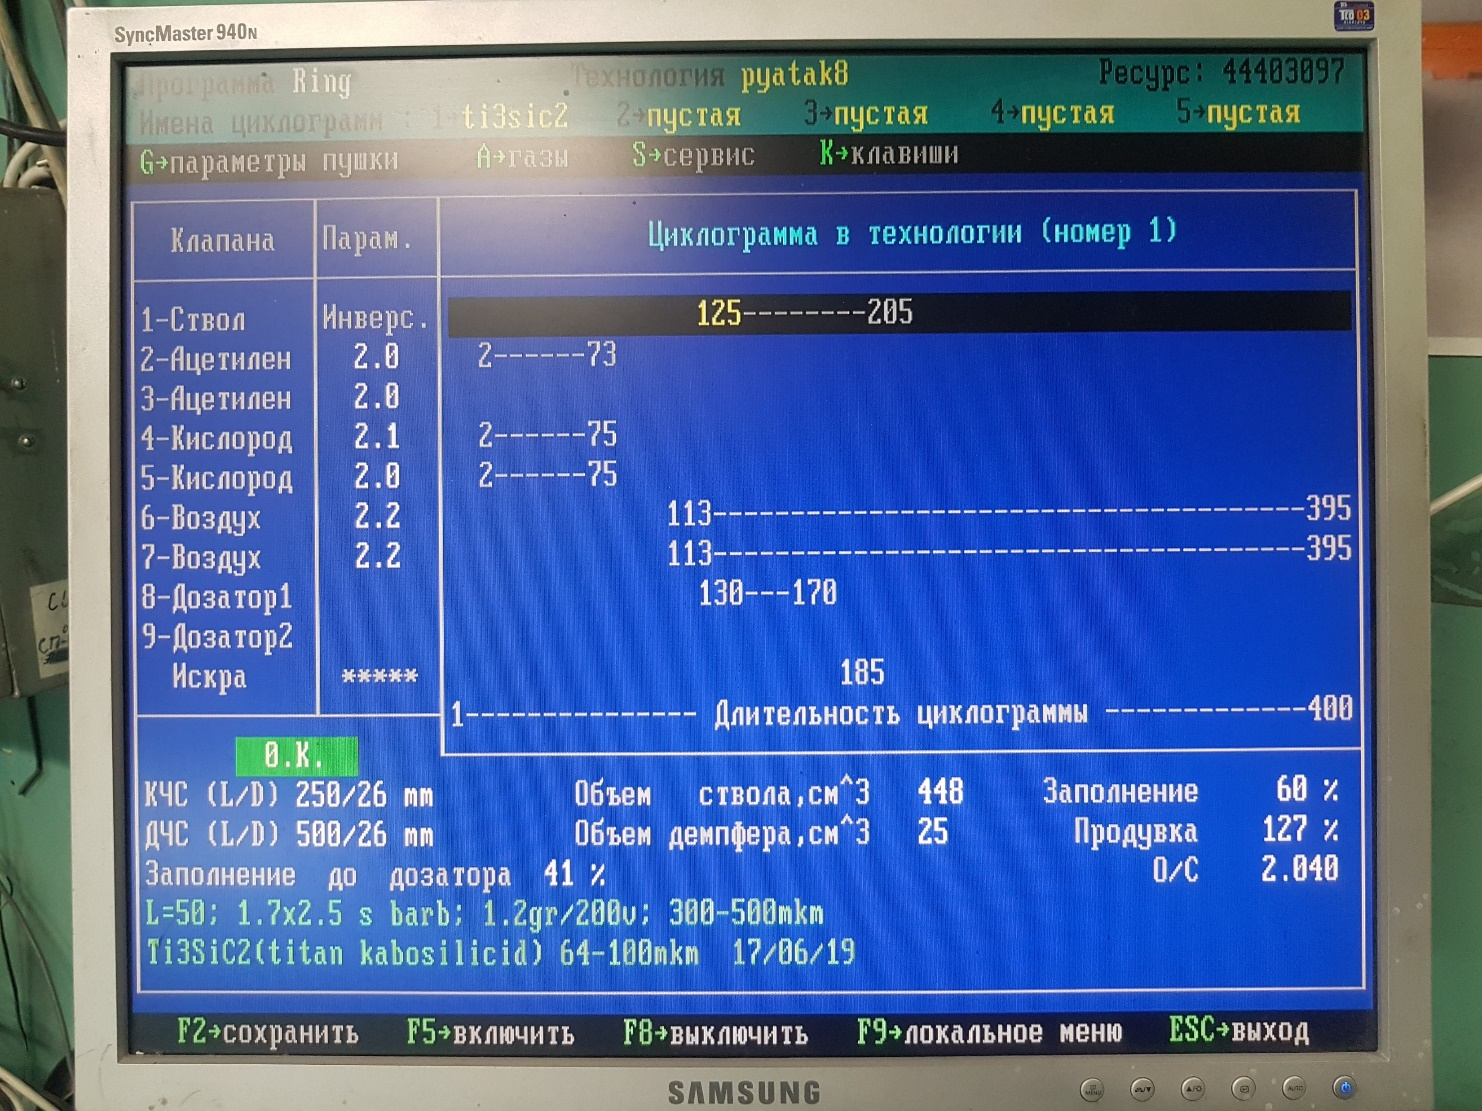 SyncMaster 940N
TCO 03
Программа Ring Технология pyatak8 Ресурс: 44403097
Имена циклограмм : 1→ti3sic2 2→пустая 3→пустая 4→пустая 5→пустая
G→параметры пушки A→газы S→сервис K→клавиши
Клапана Парам. Циклограмма в технологии (номер 1)
1-Ствол Инверс. 125--------205
2-Ацетилен 2.0 2------73
3-Ацетилен 2.0
4-Кислород 2.1 2------75
5-Кислород 2.0 2------75
6-Воздух 2.2 113---------------------------------------395
7-Воздух 2.2 113---------------------------------------395
8-Дозатор1 130---170
9-Дозатор2
Искра ***** 185
1--------------- Длительность циклограммы -------------400
O.K.
КЧС (L/D) 250/26 mm Объем ствола,см^3 448 Заполнение 60 %
ДЧС (L/D) 500/26 mm Объем демпфера,см^3 25 Продувка 127 %
Заполнение до дозатора 41 % O/C 2.040
L=50; 1.7x2.5 s barb; 1.2gr/200v; 300-500mkm
Ti3SiC2(titan kabosilicid) 64-100mkm 17/06/19
F2→сохранить F5→включить F8→выключить F9→локальное меню ESC→выход
SAMSUNG
MENU AUTO